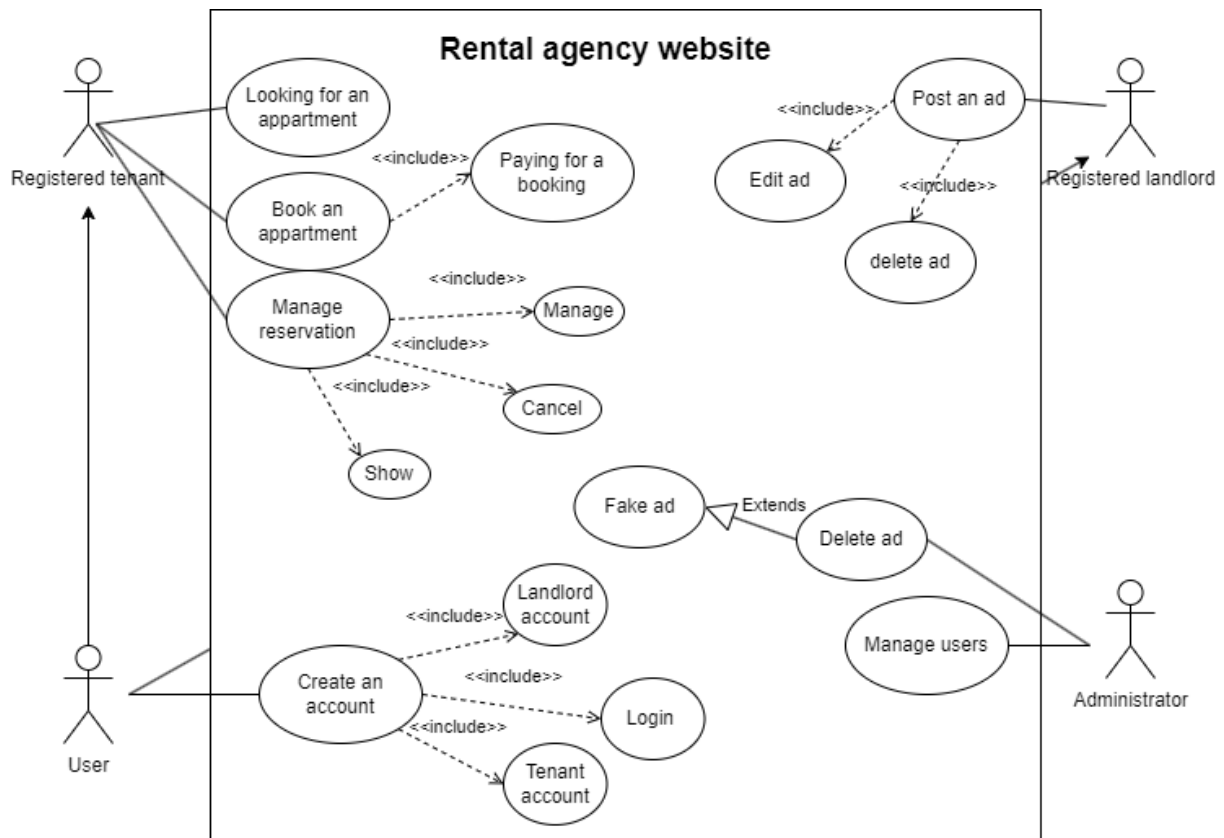 Rental agency website
Looking for an
appartment
Post an ad
<<include>>
Registered tenant
<<include>>
Paying for a
booking
Edit ad
<<include>>
Registered landlord
Book an
appartment
delete ad
<<include>>
Manage
reservation
Manage
<<include>>
<<include>>
Cancel
Show
Fake ad
Extends
Delete ad
Landlord
account
<<include>>
Manage users
Create an
account
<<include>>
Login
Administrator
<<include>>
User
Tenant
account